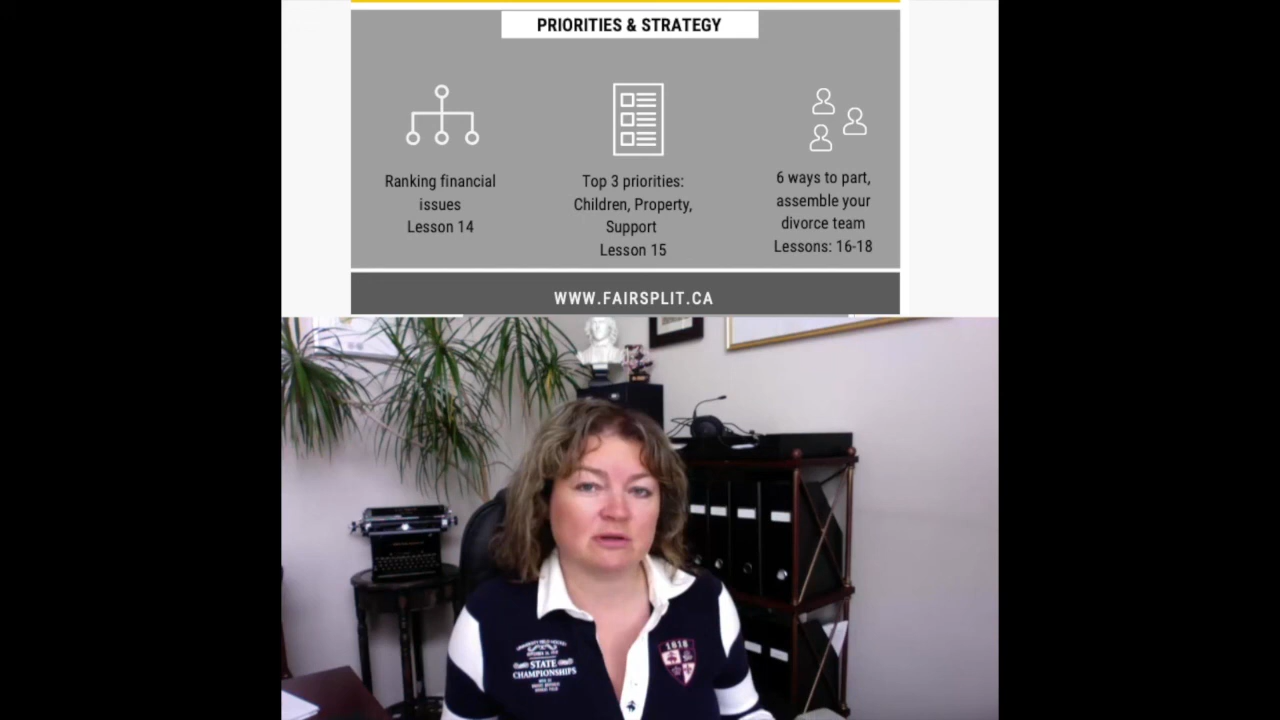 PRIORITIES & STRATEGY
Ranking financial
issues
Lesson 14
Top 3 priorities:
Children, Property,
Support
Lesson 15
6 ways to part,
assemble your
divorce team
Lessons: 16-18
WWW.FAIRSPLIT.CA
STATE
CHAMPIONSHIPS
1818